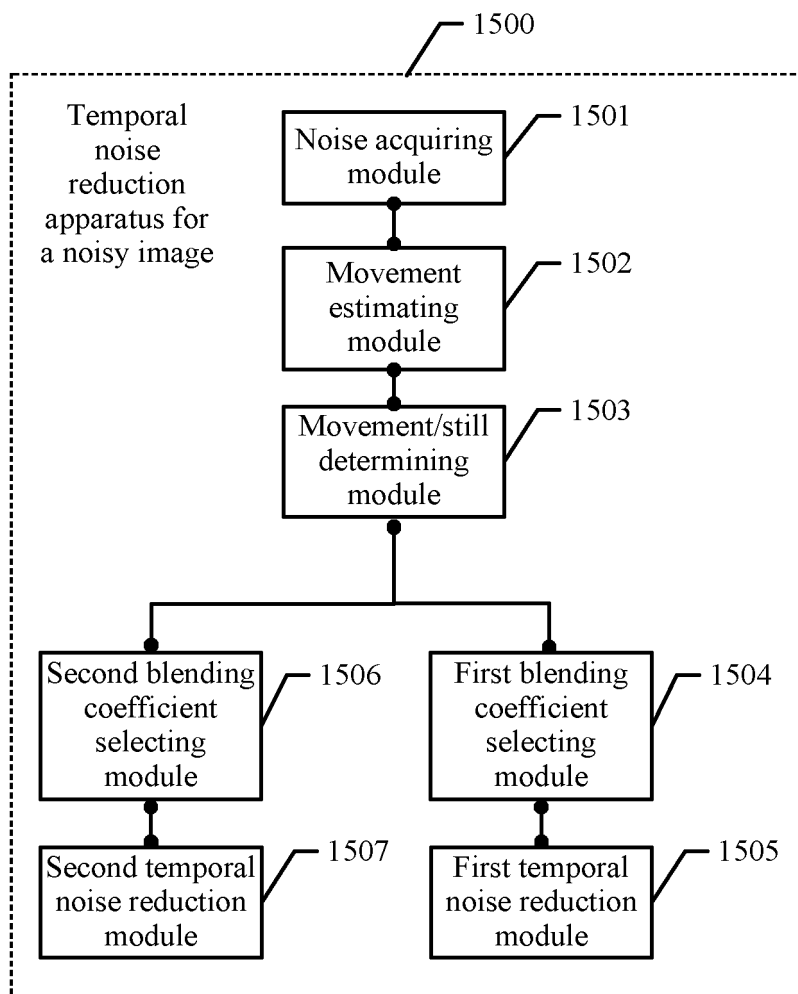 1500
Temporal
noise
reduction
apparatus for
a noisy image
Noise acquiring
module
1501
Movement
estimating
module
1502
Movement/still
determining
module
1503
Second blending
coefficient
selecting
module
1506
First blending
coefficient
selecting
module
1504
Second temporal
noise reduction
module
1507
First temporal
noise reduction
module
1505